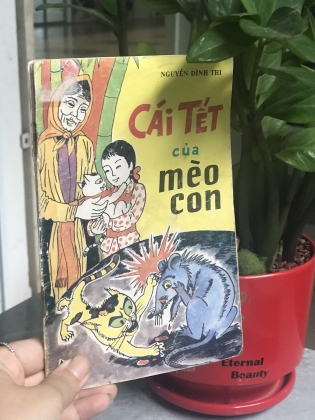 NGUYỄN ĐÌNH THI
CÁI TẾT
của
mèo
con
Eternal
Beauty